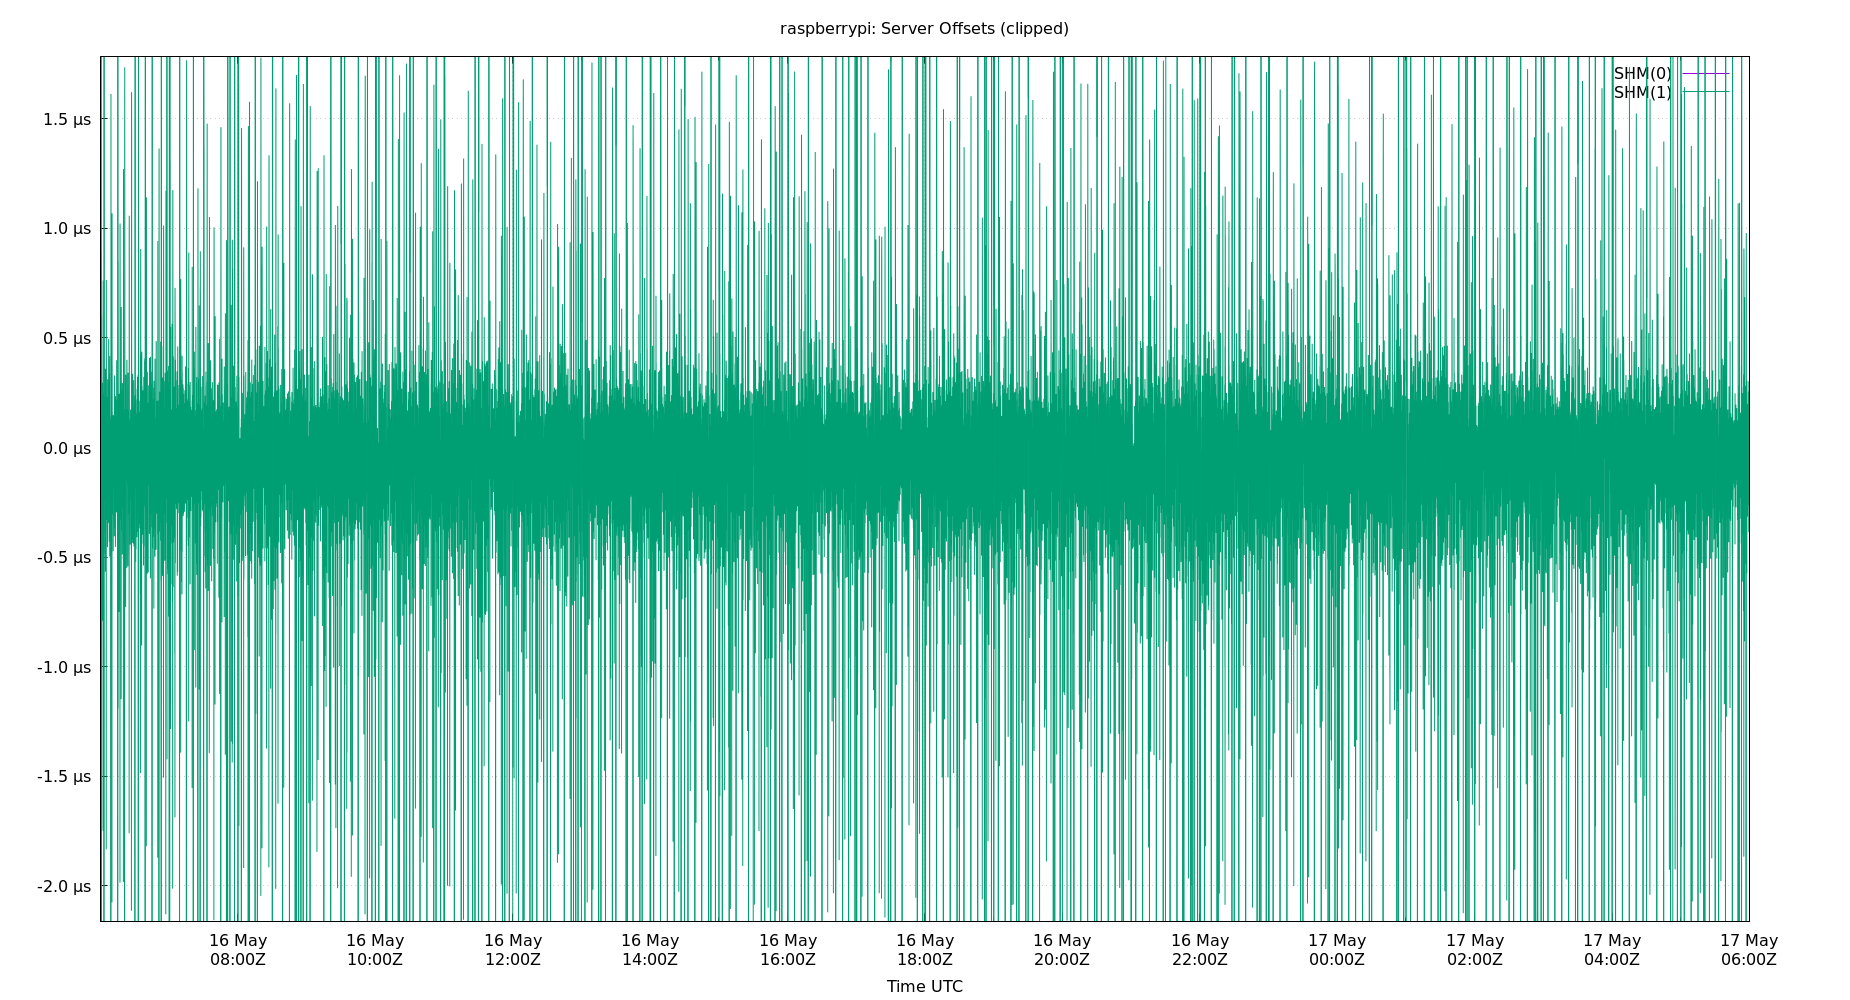 raspberrypi: Server Offsets (clipped)
SHM(0)
SHM(1)
1.5 µs
1.0 µs
0.5 µs
0.0 µs
-0.5 µs
-1.0 µs
-1.5 µs
-2.0 µs
16 May 16 May 16 May 16 May 16 May 16 May 16 May 16 May 17 May 17 May 17 May 17 May
08:00Z 10:00Z 12:00Z 14:00Z 16:00Z 18:00Z 20:00Z 22:00Z 00:00Z 02:00Z 04:00Z 06:00Z
Time UTC